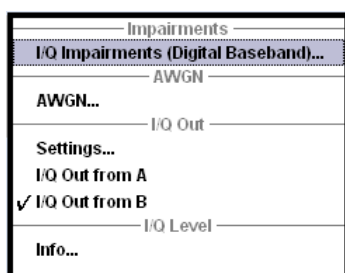 Impairments
I/Q Impairments (Digital Baseband)...
AWGN
AWGN...
I/Q Out
Settings...
I/Q Out from A
✓ I/Q Out from B
I/Q Level
Info...